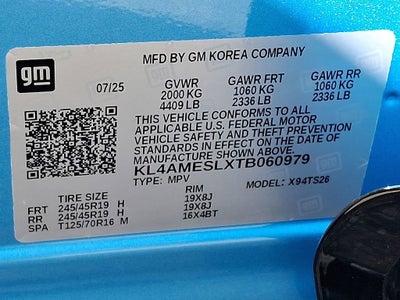 gm
MFD BY GM KOREA COMPANY
07/25 GVWR GAWR FRT GAWR RR
2000 KG 1060 KG 1060 KG
4409 LB 2336 LB 2336 LB
THIS VEHICLE CONFORMS TO ALL
APPLICABLE U.S. FEDERAL MOTOR
VEHICLE SAFETY AND THEFT
PREVENTION STANDARDS
IN EFFECT ON THE DATE OF
MANUFACTURE SHOWN ABOVE.
KL4AMESLXTB060979
TYPE: MPV MODEL: X94TS26
TIRE SIZE RIM
FRT 245/45R19 H 19X8J
RR 245/45R19 H 19X8J
SPA T125/70R16 M 16X4BT